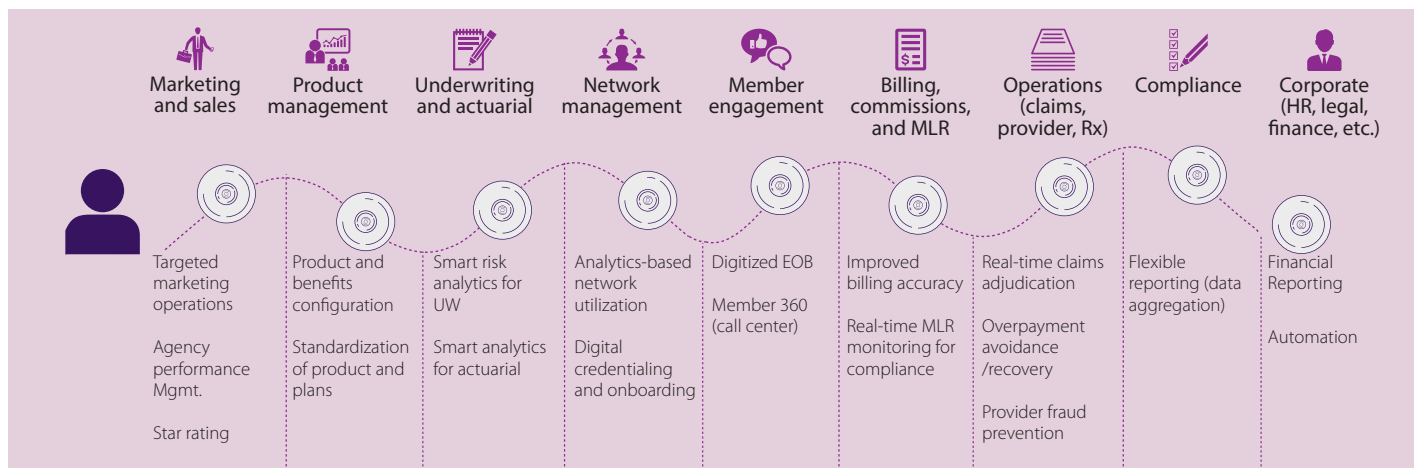 Marketing
and sales
Product
management
Underwriting
and actuarial
Network
management
Member
engagement
Billing,
commissions,
and MLR
Operations
(claims,
provider, Rx)
Compliance
Corporate
(HR, legal,
finance, etc.)
Targeted
marketing
operations
Agency
performance
Mgmt.
Star rating
Product and
benefits
configuration
Standardization
of product and
plans
Smart risk
analytics for
UW
Smart analytics
for actuarial
Analytics-based
network
utilization
Digital
credentialing
and onboarding
Digitized EOB
Member 360
(call center)
Improved
billing accuracy
Real-time MLR
monitoring for
compliance
Real-time claims
adjudication
Overpayment
avoidance
/recovery
Provider fraud
prevention
Flexible
reporting (data
aggregation)
Financial
Reporting
Automation